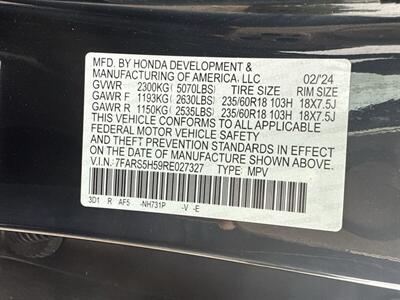 MFD. BY HONDA DEVELOPMENT &
MANUFACTURING OF AMERICA, LLC 02/'24
GVWR 2300KG( 5070LBS) TIRE SIZE RIM SIZE
GAWR F 1193KG( 2630LBS) 235/60R18 103H 18X7.5J
GAWR R 1150KG( 2535LBS) 235/60R18 103H 18X7.5J
THIS VEHICLE CONFORMS TO ALL APPLICABLE
FEDERAL MOTOR VEHICLE SAFETY
AND THEFT PREVENTION STANDARDS IN EFFECT
ON THE DATE OF MANUFACTURE SHOWN ABOVE.
V.I.N: 7FARS5H59RE027327 TYPE: MPV
3D1 R AF5 -NH731P -V -E